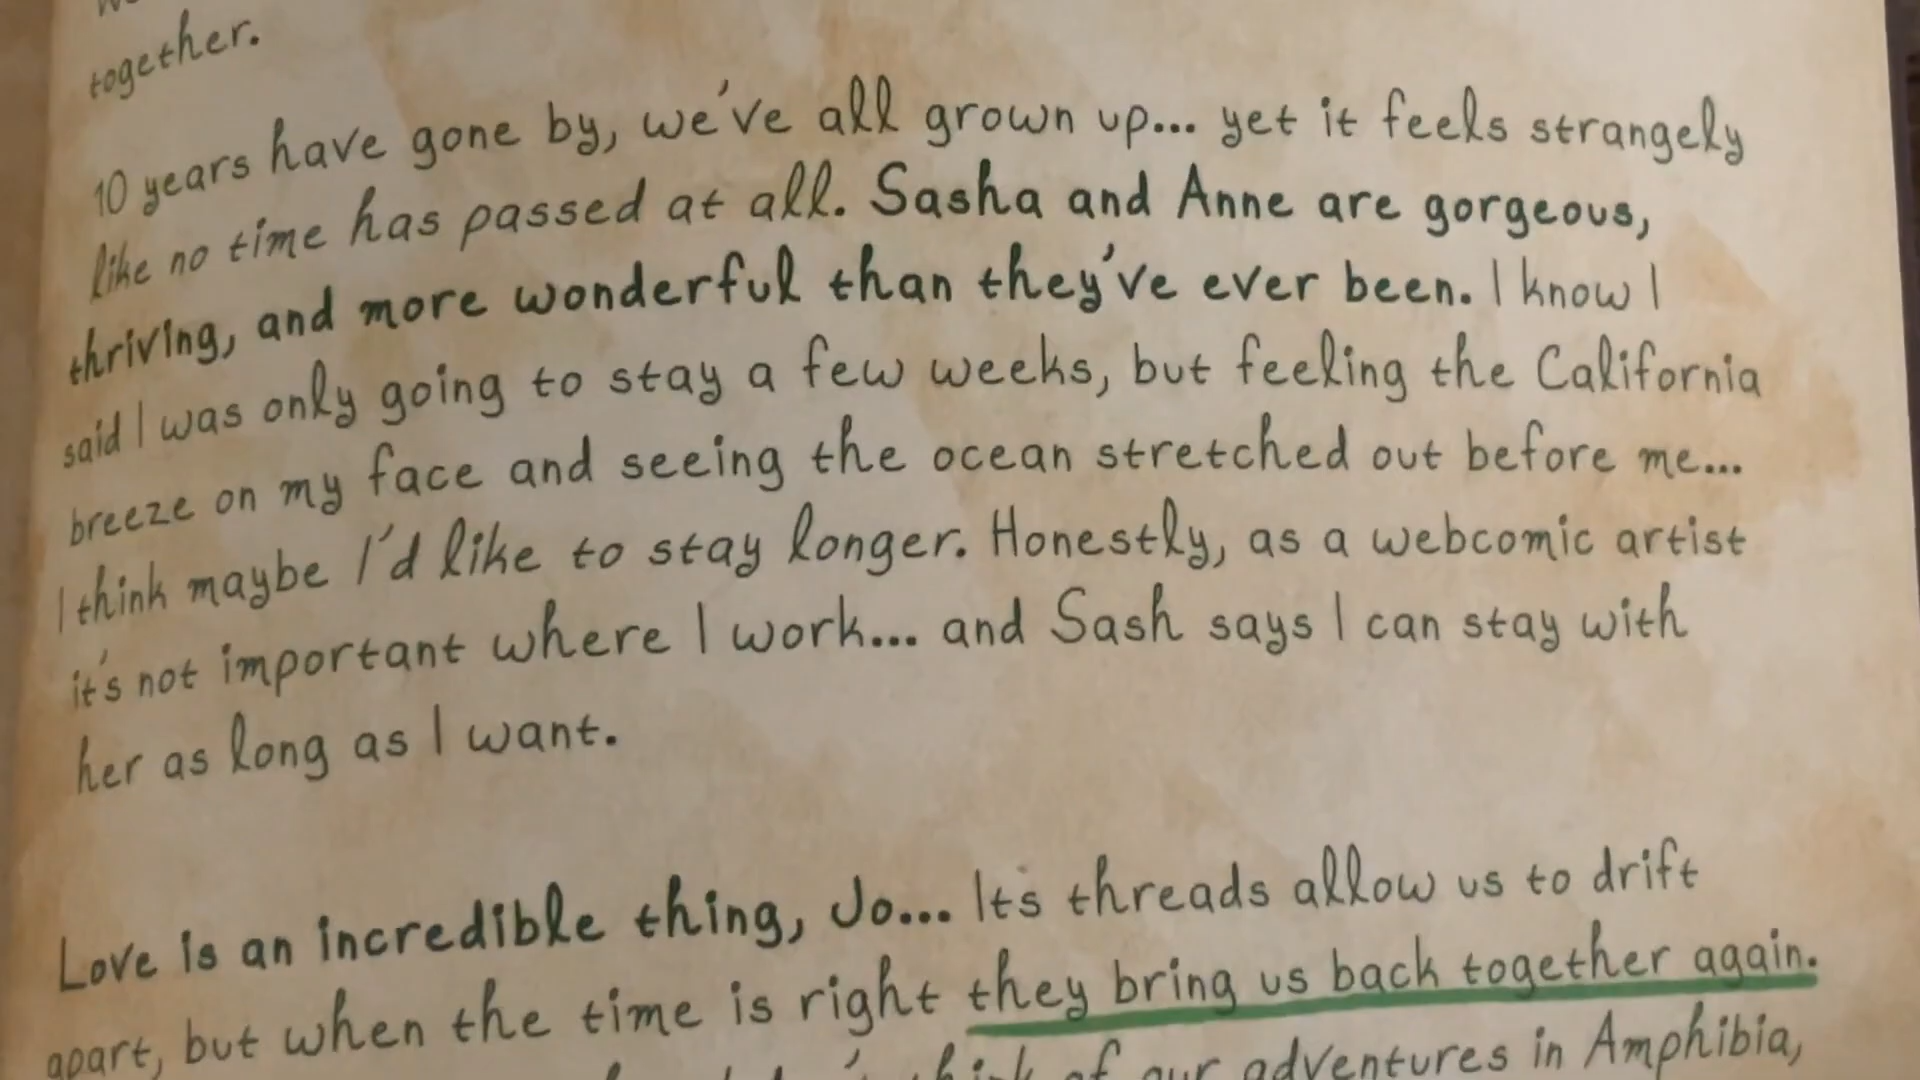 together.
10 years have gone by, we've all grown up... yet it feels strangely
like no time has passed at all. Sasha and Anne are gorgeous,
thriving, and more wonderful than they've ever been. I know I
said I was only going to stay a few weeks, but feeling the California
breeze on my face and seeing the ocean stretched out before me...
I think maybe I'd like to stay longer. Honestly, as a webcomic artist
it's not important where I work... and Sash says I can stay with
her as long as I want.
Love is an incredible thing, Jo... Its threads allow us to drift
apart, but when the time is right they bring us back together again.
of our adventures in Amphibia,